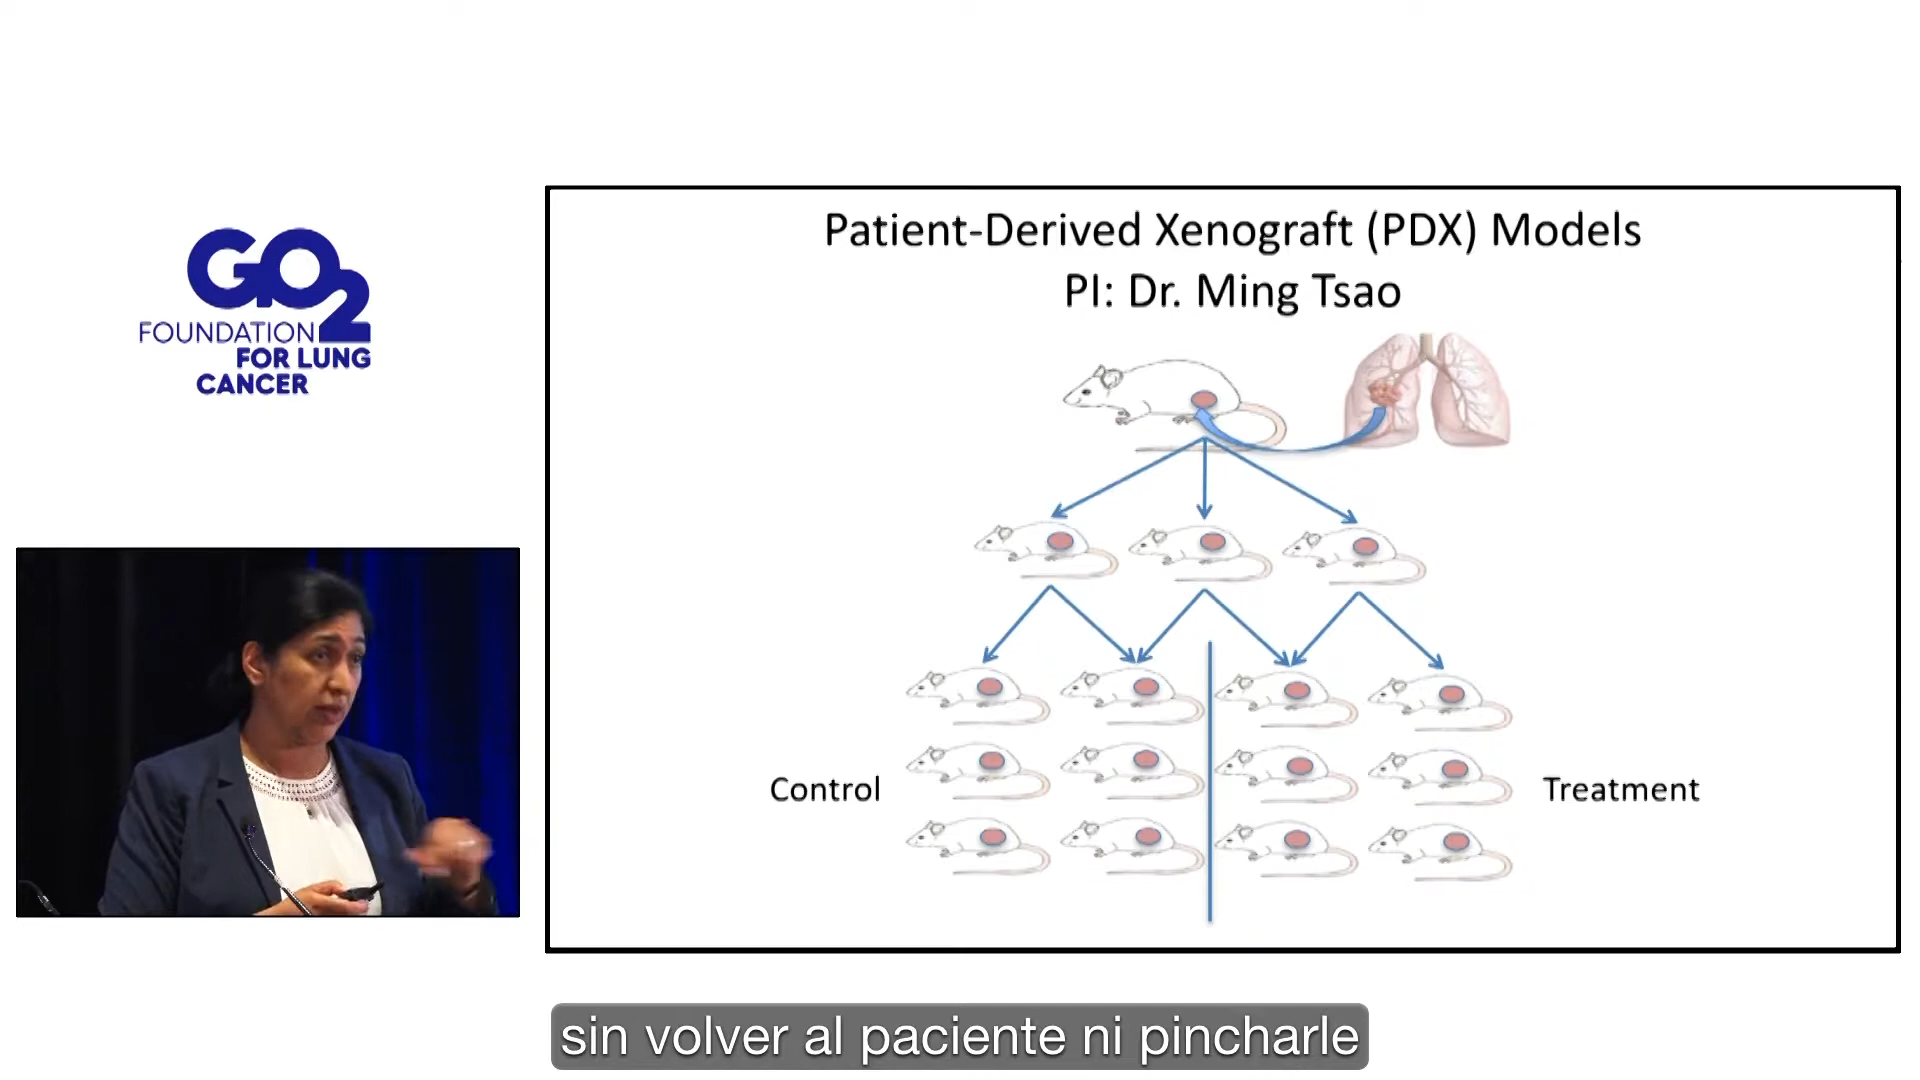 GO2
FOUNDATION
FOR LUNG
CANCER
Patient-Derived Xenograft (PDX) Models
PI: Dr. Ming Tsao
Control
Treatment
sin volver al paciente ni pincharle